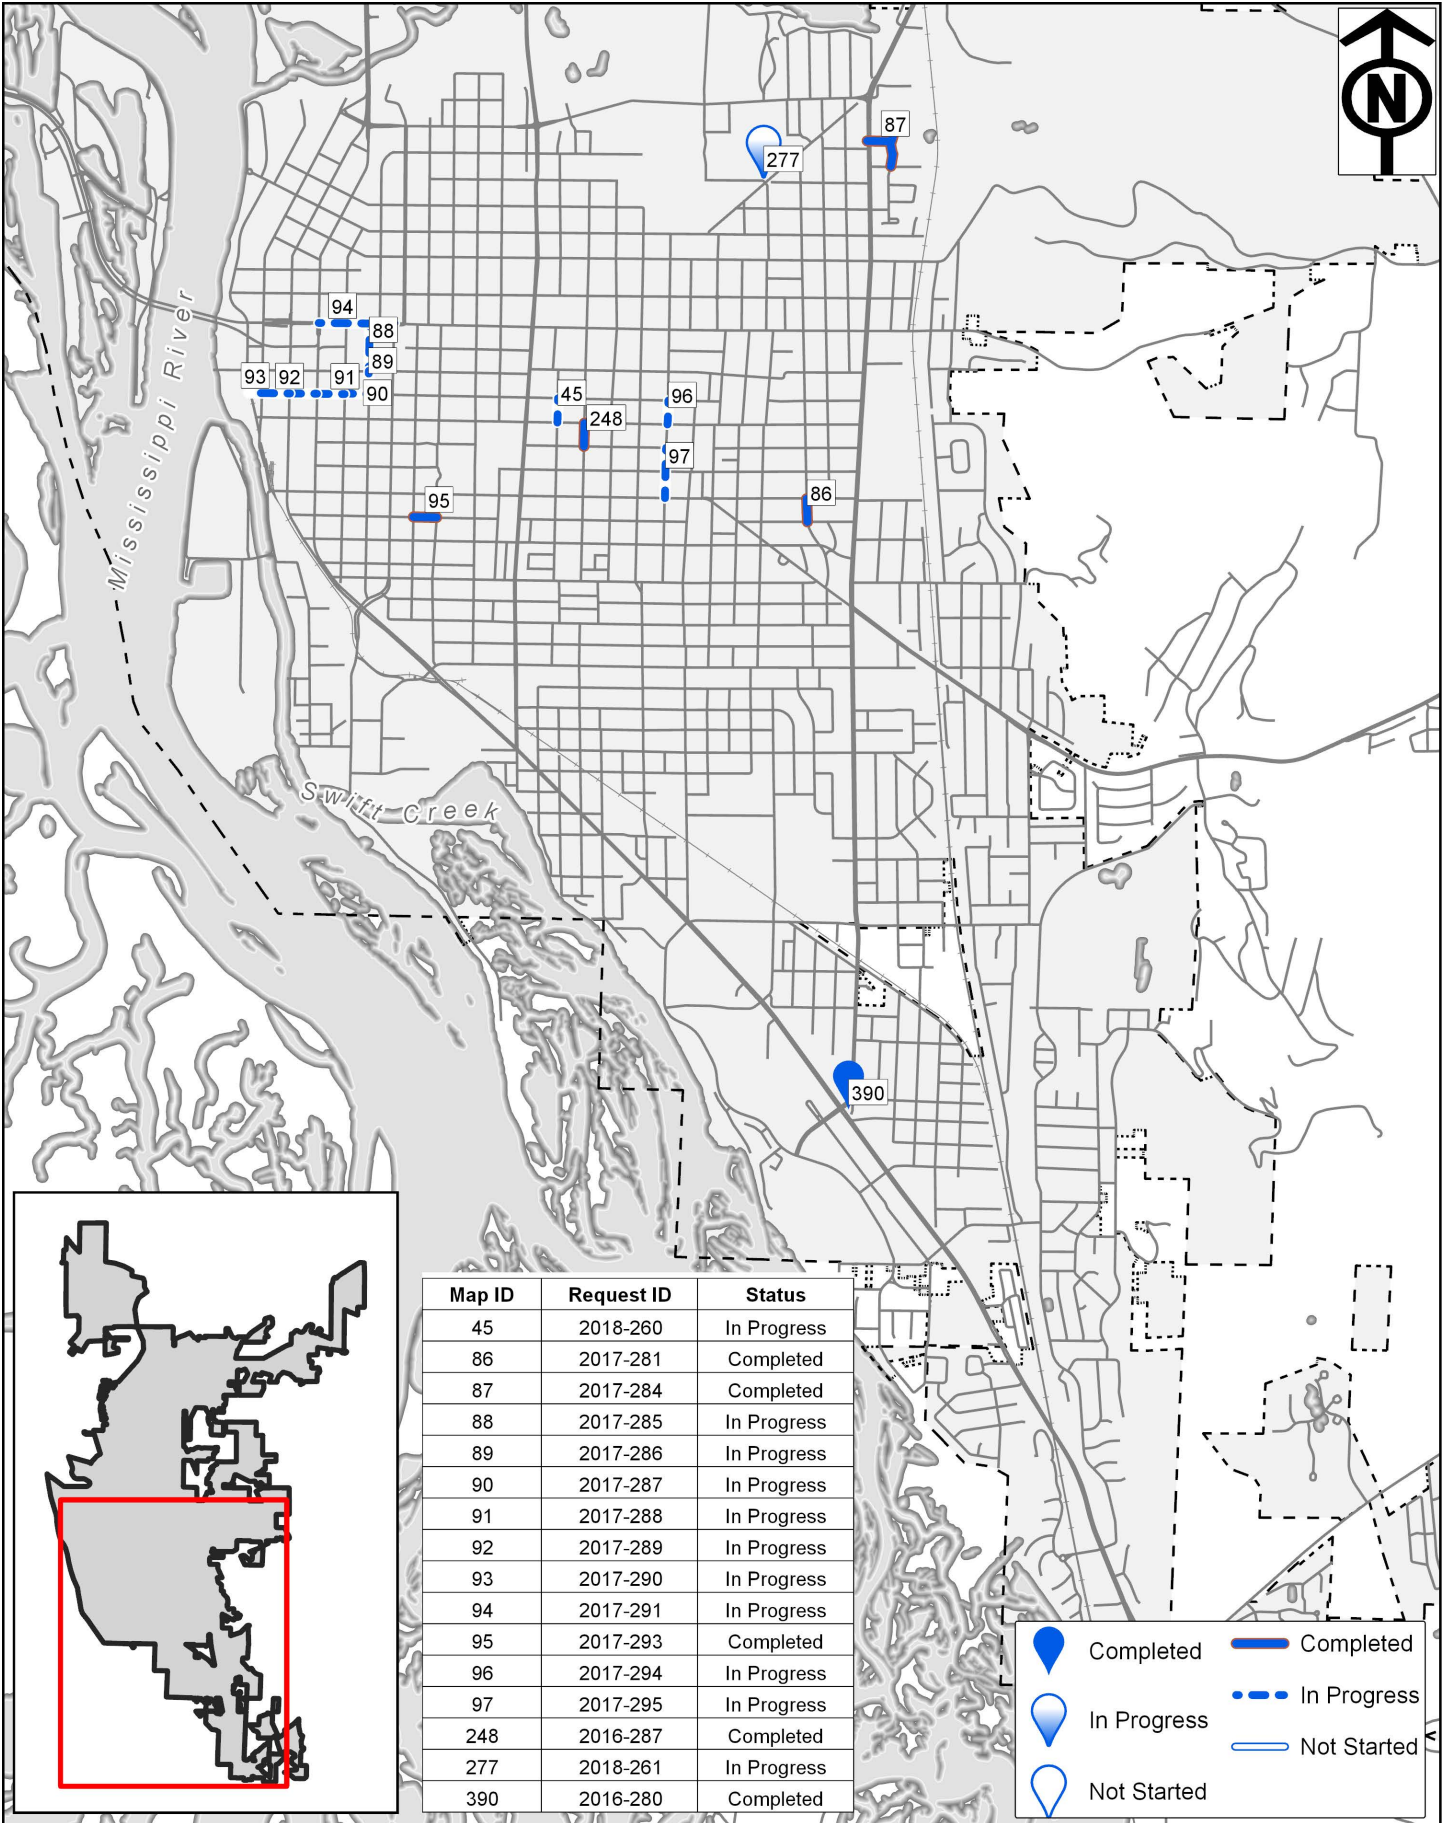 N
87
277
94
88
89
93 92 91 90
45
96
248
97
86
95
Mississippi River
Swift Creek
390
Map ID Request ID Status
45 2018-260 In Progress
86 2017-281 Completed
87 2017-284 Completed
88 2017-285 In Progress
89 2017-286 In Progress
90 2017-287 In Progress
91 2017-288 In Progress
92 2017-289 In Progress
93 2017-290 In Progress
94 2017-291 In Progress
95 2017-293 Completed
96 2017-294 In Progress
97 2017-295 In Progress
248 2016-287 Completed
277 2018-261 In Progress
390 2016-280 Completed
Completed Completed
In Progress In Progress
Not Started Not Started